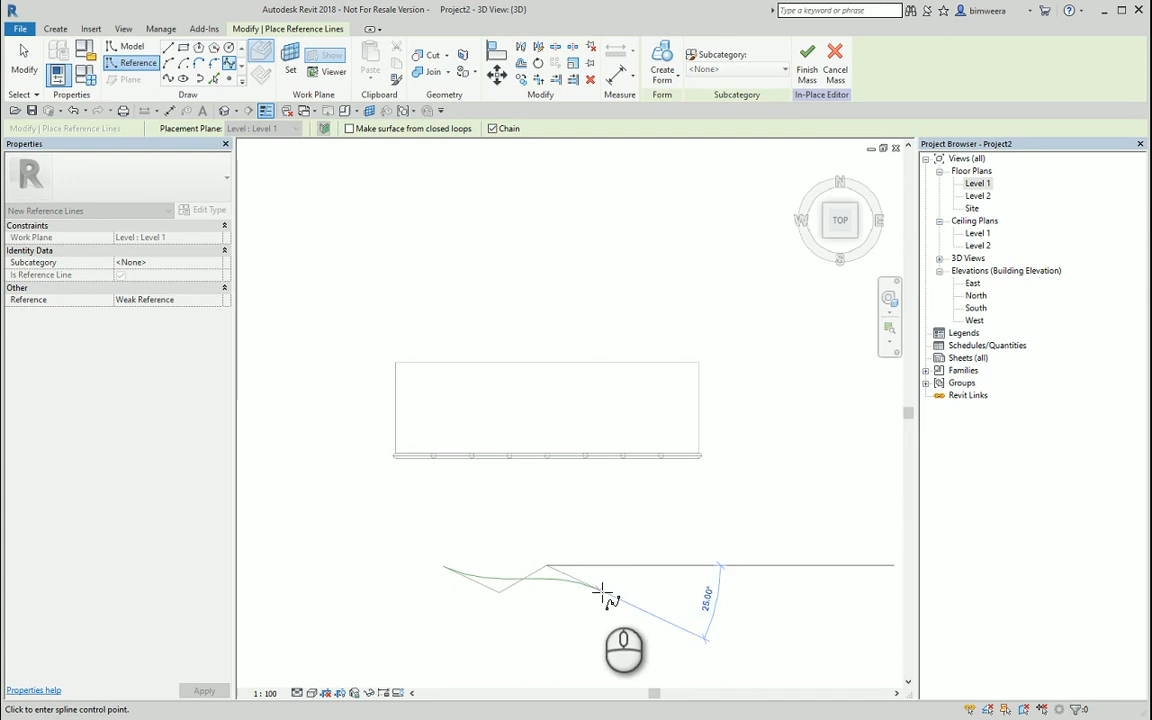 Autodesk Revit 2018 - Not For Resale Version - Project2 - 3D View: {3D}
Type a keyword or phrase
bimweera
File Create Insert View Manage Add-Ins Modify | Place Reference Lines
Modify
Model
Reference
Plane
Set
Show
Viewer
Paste
Cut
Join
Create
Form
Subcategory:
<None>
Finish
Mass
Cancel
Mass
Select Properties Draw Work Plane Clipboard Geometry Modify Measure Form Subcategory In-Place Editor
Modify | Place Reference Lines
Placement Plane: Level : Level 1
Make surface from closed loops
Chain
Properties
New Reference Lines
Edit Type
Constraints
Work Plane Level : Level 1
Identity Data
Subcategory <None>
Is Reference Line
Other
Reference Weak Reference
Properties help
Apply
N
W TOP E
S
25.00°
1 : 100
Project Browser - Project2
Views (all)
Floor Plans
Level 1
Level 2
Site
Ceiling Plans
Level 1
Level 2
3D Views
Elevations (Building Elevation)
East
North
South
West
Legends
Schedules/Quantities
Sheets (all)
Families
Groups
Revit Links
Click to enter spline control point.
:0